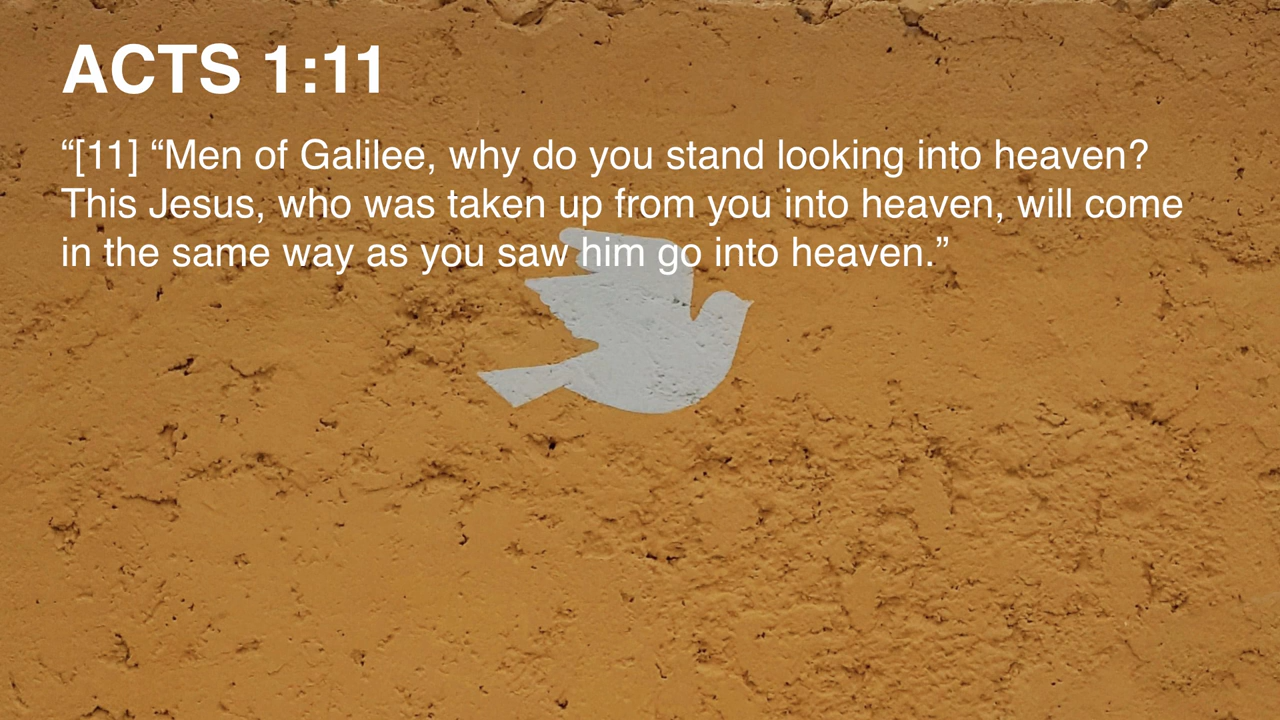 ACTS 1:11
“[11] “Men of Galilee, why do you stand looking into heaven?
This Jesus, who was taken up from you into heaven, will come
in the same way as you saw him go into heaven.”